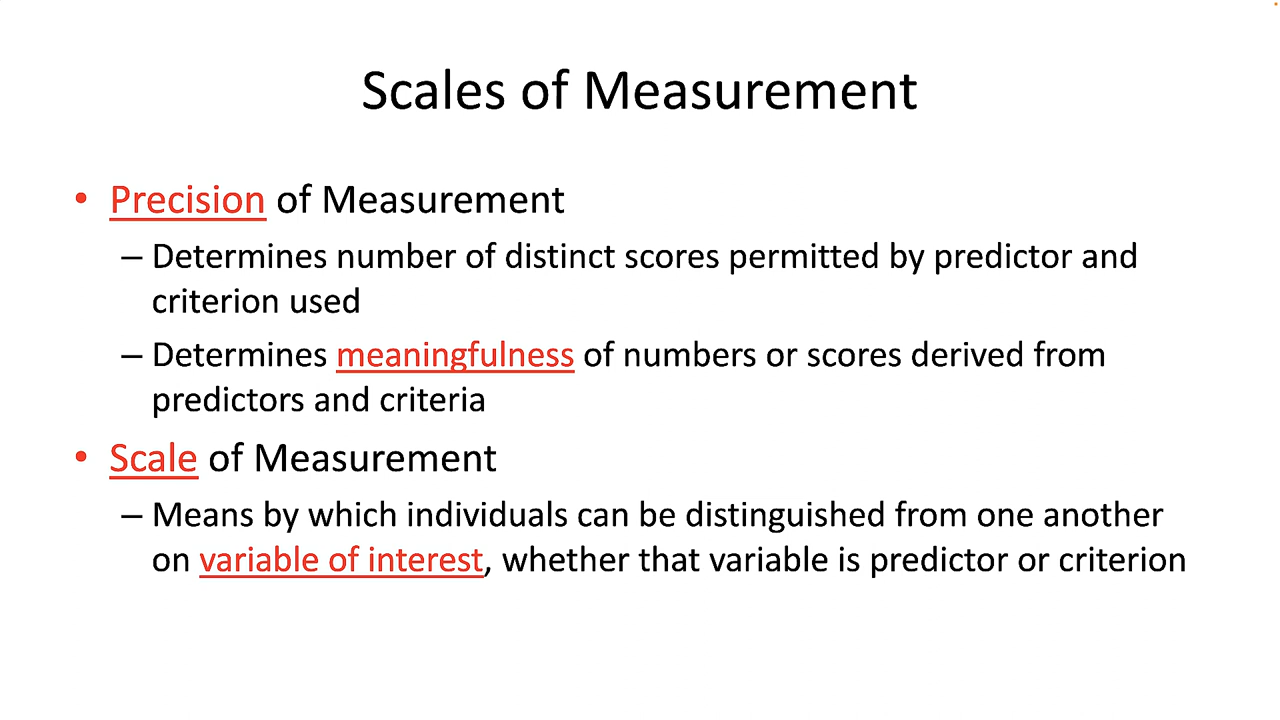 Scales of Measurement
• Precision of Measurement
– Determines number of distinct scores permitted by predictor and
criterion used
– Determines meaningfulness of numbers or scores derived from
predictors and criteria
• Scale of Measurement
– Means by which individuals can be distinguished from one another
on variable of interest, whether that variable is predictor or criterion